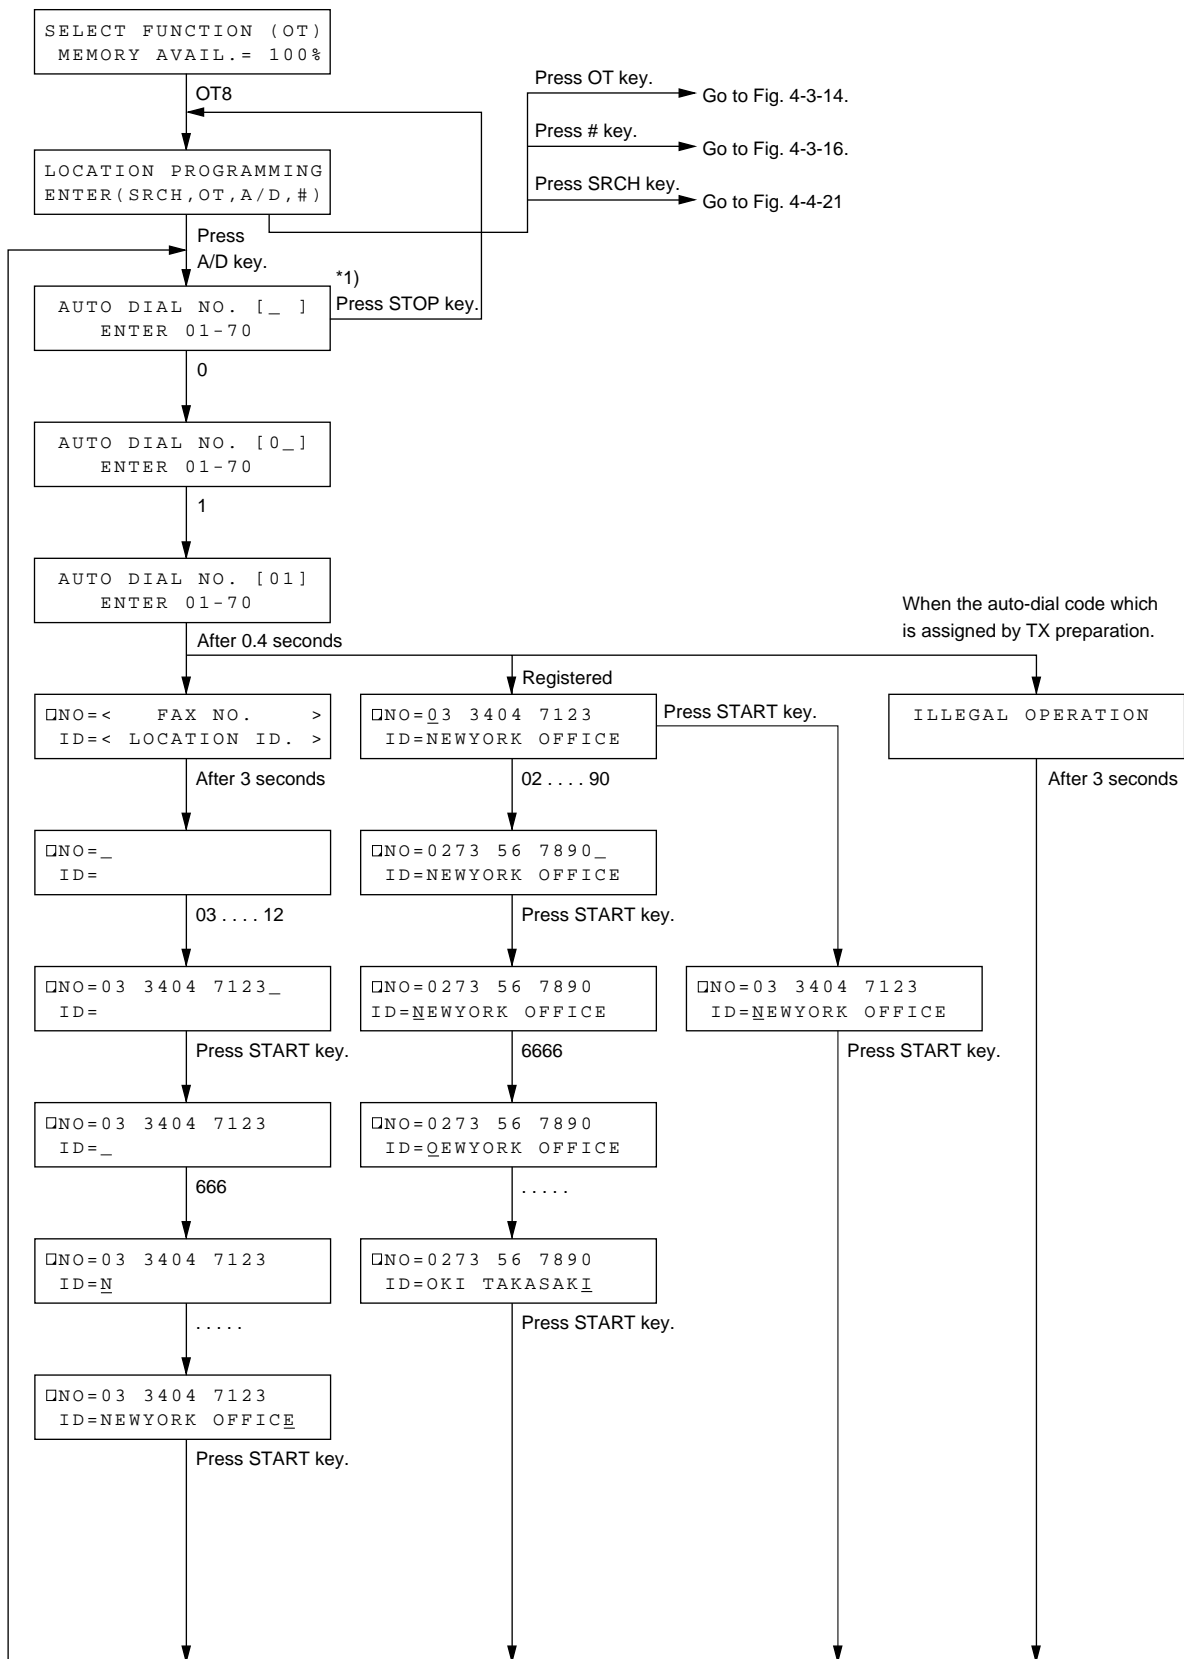 SELECT FUNCTION (OT)
MEMORY AVAIL.= 100%
OT8
Press OT key.
Go to Fig. 4-3-14.
Press # key.
Go to Fig. 4-3-16.
Press SRCH key.
Go to Fig. 4-4-21
LOCATION PROGRAMMING
ENTER(SRCH,OT,A/D,#)
Press
A/D key.
*1)
Press STOP key.
AUTO DIAL NO. [_ ]
ENTER 01-70
0
AUTO DIAL NO. [0_]
ENTER 01-70
1
AUTO DIAL NO. [01]
ENTER 01-70
After 0.4 seconds
When the auto-dial code which
is assigned by TX preparation.
NO=< FAX NO. >
ID=< LOCATION ID. >
After 3 seconds
NO=_
ID=
03 . . . . 12
NO=03 3404 7123_
ID=
Press START key.
NO=03 3404 7123
ID=_
666
NO=03 3404 7123
ID=N
. . . . .
NO=03 3404 7123
ID=NEWYORK OFFICE
Press START key.
Registered
NO=03 3404 7123
ID=NEWYORK OFFICE
02 . . . . 90
NO=0273 56 7890_
ID=NEWYORK OFFICE
Press START key.
NO=0273 56 7890
ID=NEWYORK OFFICE
6666
NO=0273 56 7890
ID=OEWYORK OFFICE
. . . . .
NO=0273 56 7890
ID=OKI TAKASAKI
Press START key.
Press START key.
NO=03 3404 7123
ID=NEWYORK OFFICE
Press START key.
ILLEGAL OPERATION
After 3 seconds